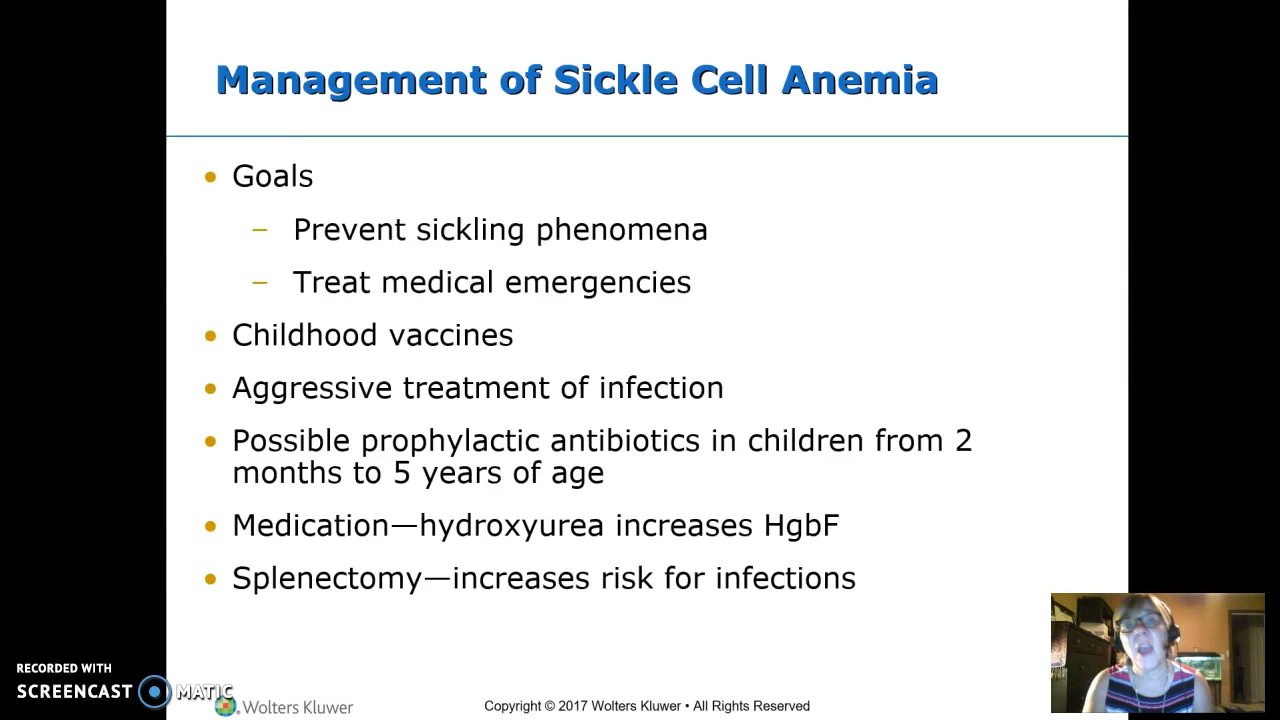 Management of Sickle Cell Anemia
• Goals
– Prevent sickling phenomena
– Treat medical emergencies
• Childhood vaccines
• Aggressive treatment of infection
• Possible prophylactic antibiotics in children from 2
months to 5 years of age
• Medication—hydroxyurea increases HgbF
• Splenectomy—increases risk for infections
RECORDED WITH
SCREENCAST MATIC
Wolters Kluwer
Copyright © 2017 Wolters Kluwer • All Rights Reserved